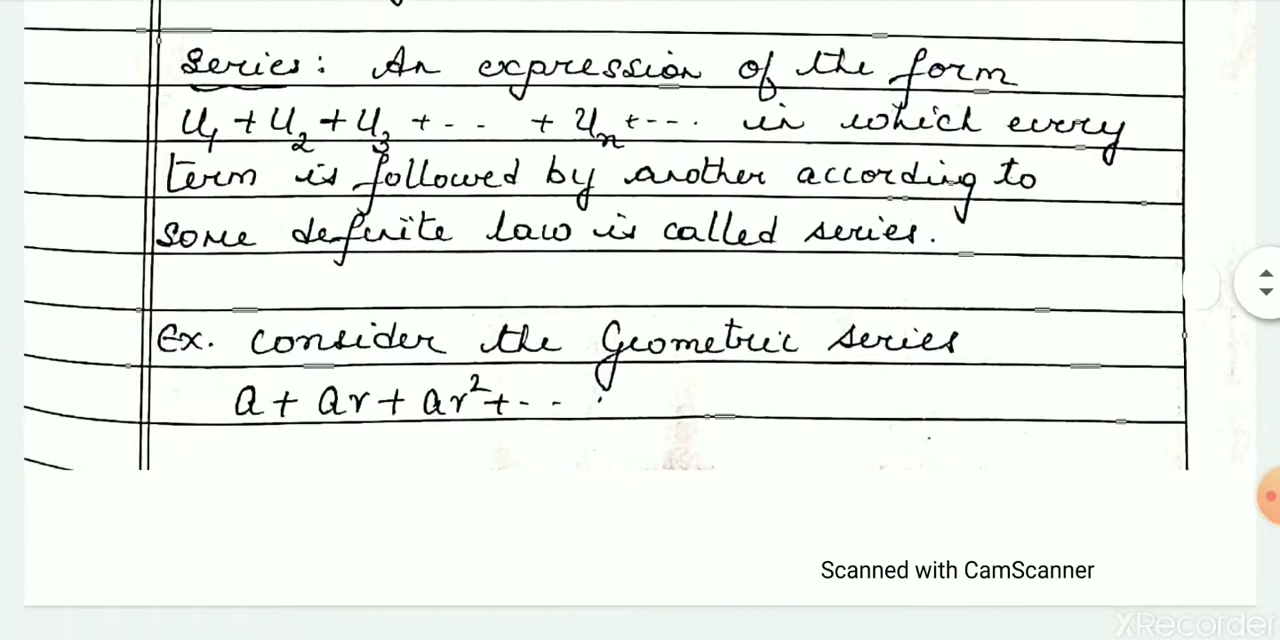 Series: An expression of the form
u₁ + u₂ + u₃ + -.. + uₙ + --- . in which every
term is followed by another according to
some definite law is called series.
Ex. consider the Geometric series
a + ar + ar² + - - .
Scanned with CamScanner
XRecorder